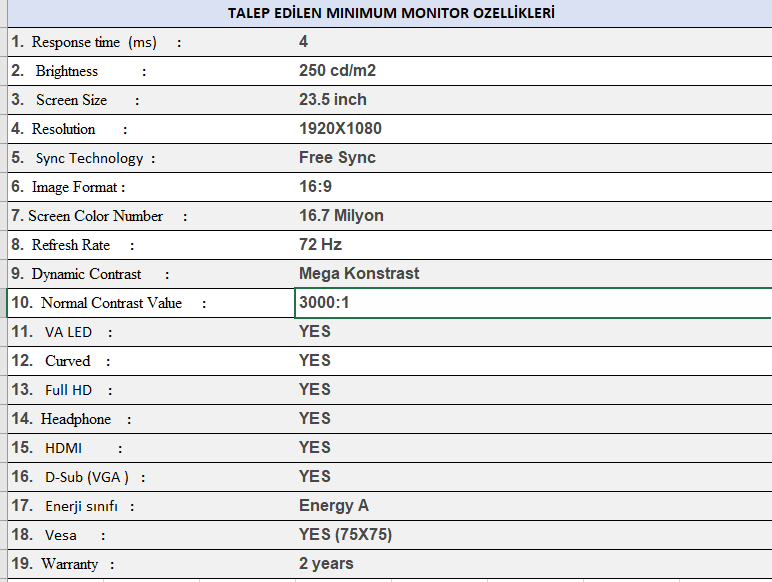 TALEP EDİLEN MINIMUM MONITOR OZELLİKLERİ
1. Response time (ms) : 4
2. Brightness : 250 cd/m2
3. Screen Size : 23.5 inch
4. Resolution : 1920X1080
5. Sync Technology : Free Sync
6. Image Format : 16:9
7. Screen Color Number : 16.7 Milyon
8. Refresh Rate : 72 Hz
9. Dynamic Contrast : Mega Konstrast
10. Normal Contrast Value : 3000:1
11. VA LED : YES
12. Curved : YES
13. Full HD : YES
14. Headphone : YES
15. HDMI : YES
16. D-Sub (VGA ) : YES
17. Enerji sınıfı : Energy A
18. Vesa : YES (75X75)
19. Warranty : 2 years